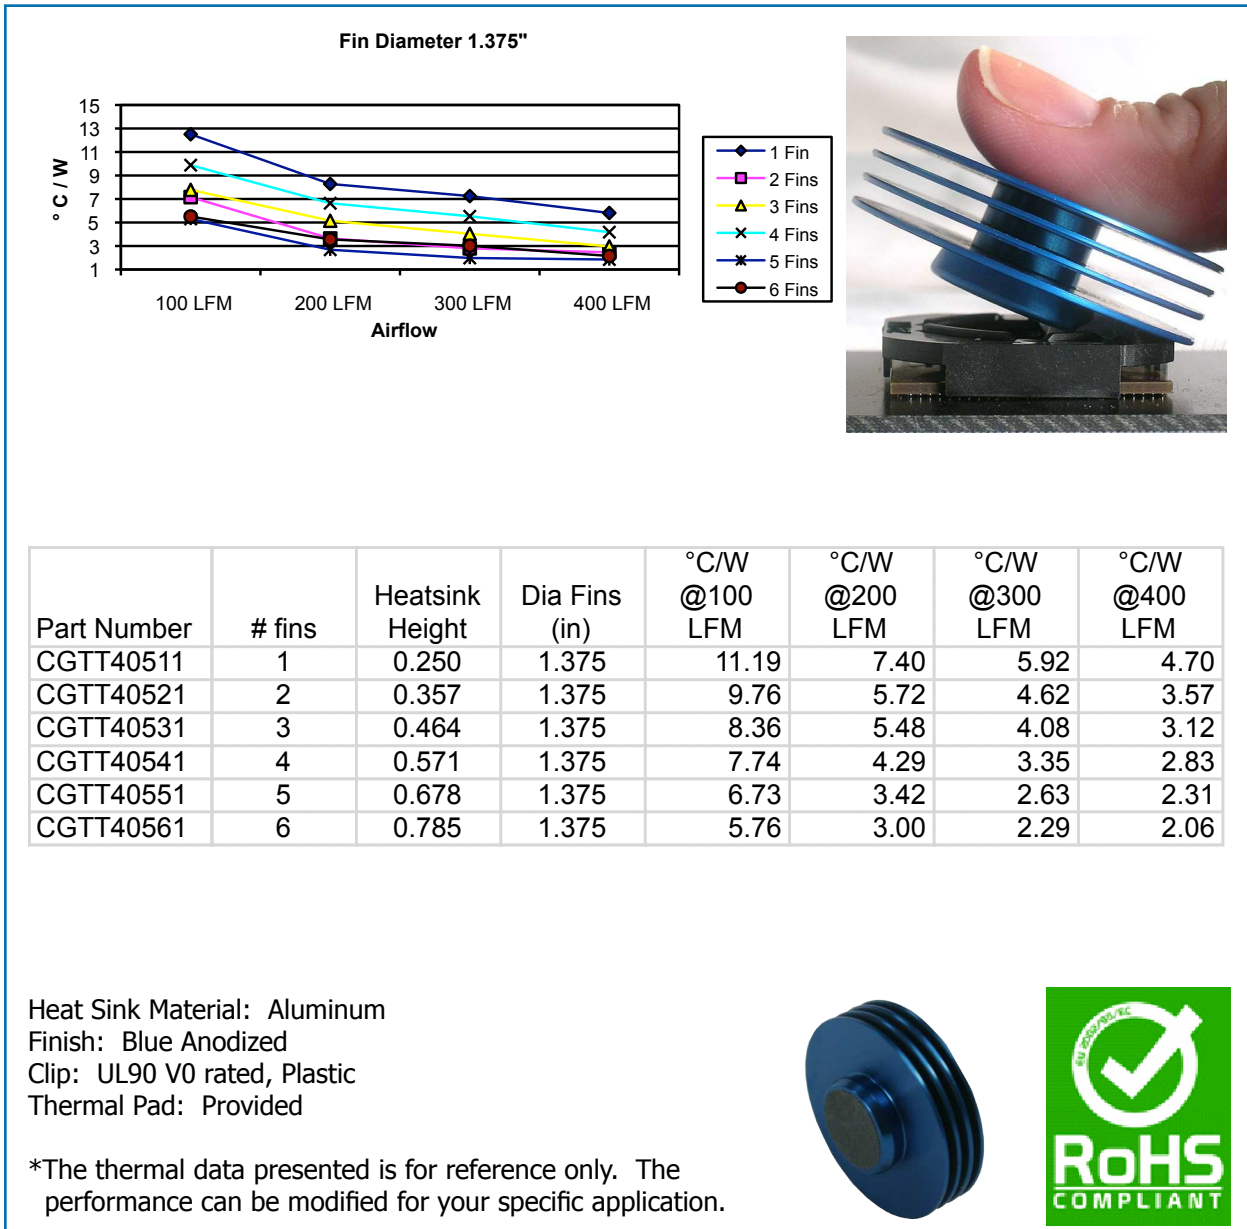 Fin Diameter 1.375"
15
13
11
9
7
5
3
1
° C / W
100 LFM 200 LFM 300 LFM 400 LFM
Airflow
1 Fin
2 Fins
3 Fins
4 Fins
5 Fins
6 Fins
Part Number # fins Heatsink Height Dia Fins (in) °C/W @100 LFM °C/W @200 LFM °C/W @300 LFM °C/W @400 LFM
CGTT40511 1 0.250 1.375 11.19 7.40 5.92 4.70
CGTT40521 2 0.357 1.375 9.76 5.72 4.62 3.57
CGTT40531 3 0.464 1.375 8.36 5.48 4.08 3.12
CGTT40541 4 0.571 1.375 7.74 4.29 3.35 2.83
CGTT40551 5 0.678 1.375 6.73 3.42 2.63 2.31
CGTT40561 6 0.785 1.375 5.76 3.00 2.29 2.06
Heat Sink Material: Aluminum
Finish: Blue Anodized
Clip: UL90 V0 rated, Plastic
Thermal Pad: Provided
*The thermal data presented is for reference only. The
performance can be modified for your specific application.
EU 2002/95/EC
RoHS
COMPLIANT